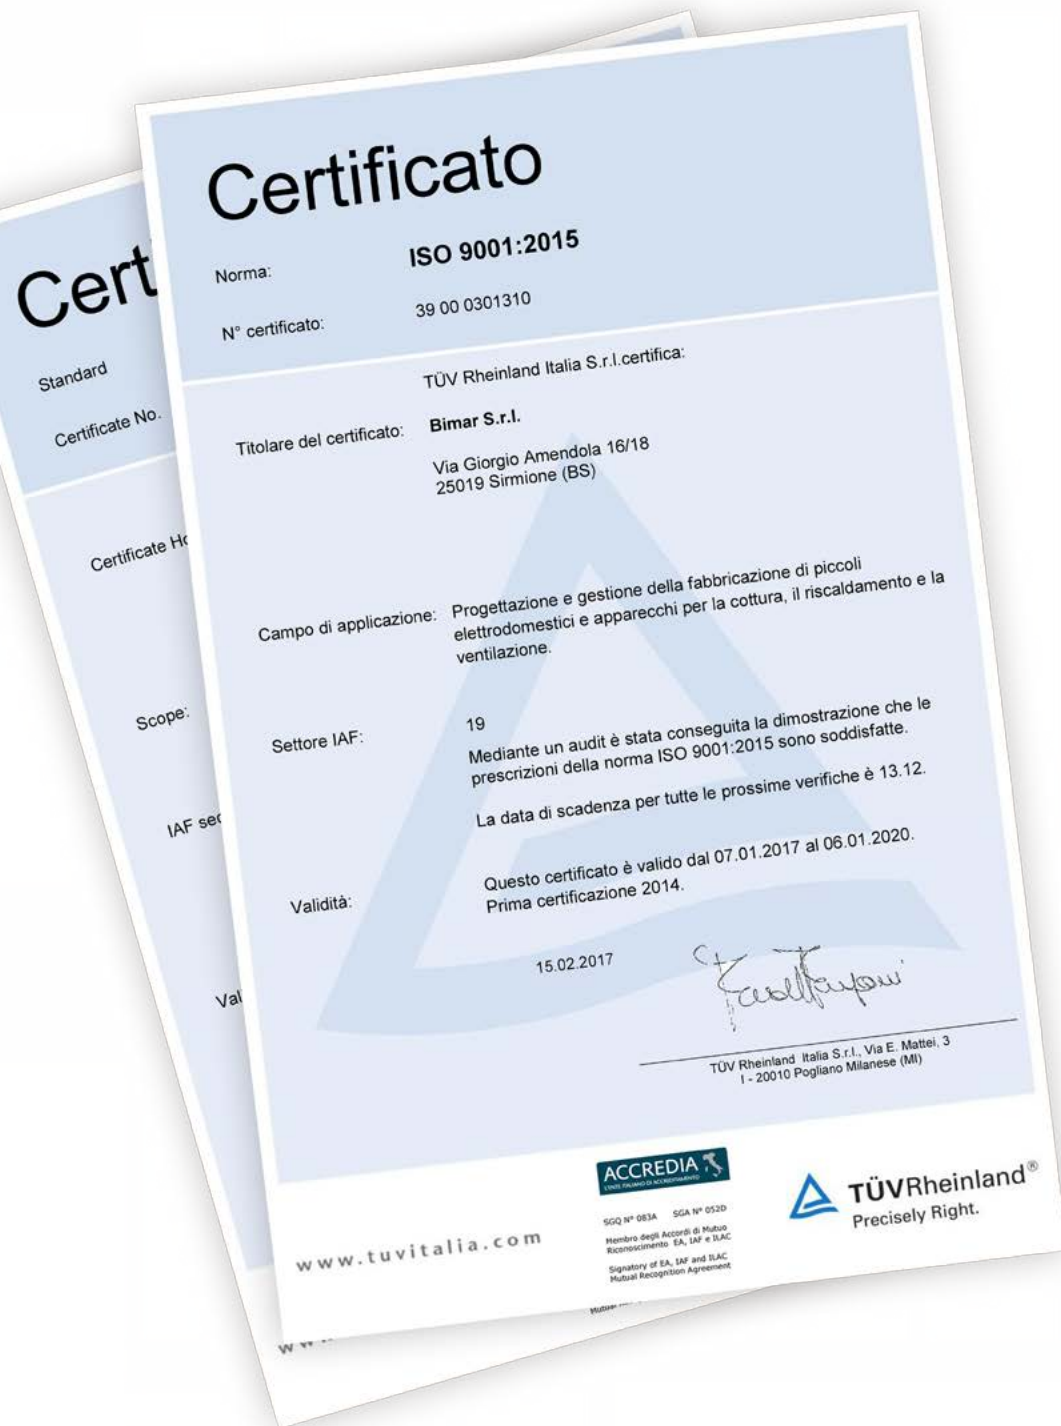 Certificato
Norma: ISO 9001:2015
N° certificato: 39 00 0301310
TÜV Rheinland Italia S.r.l.certifica:
Titolare del certificato: Bimar S.r.l.
Via Giorgio Amendola 16/18
25019 Sirmione (BS)
Campo di applicazione: Progettazione e gestione della fabbricazione di piccoli
elettrodomestici e apparecchi per la cottura, il riscaldamento e la
ventilazione.
Settore IAF: 19
Mediante un audit è stata conseguita la dimostrazione che le
prescrizioni della norma ISO 9001:2015 sono soddisfatte.
La data di scadenza per tutte le prossime verifiche è 13.12.
Validità: Questo certificato è valido dal 07.01.2017 al 06.01.2020.
Prima certificazione 2014.
15.02.2017
TÜV Rheinland Italia S.r.l., Via E. Mattei, 3
I - 20010 Pogliano Milanese (MI)
www.tuvitalia.com
ACCREDIA
L'ENTE ITALIANO DI ACCREDITAMENTO
SGQ N° 083A SGA N° 052D
Membro degli Accordi di Mutuo
Riconoscimento EA, IAF e ILAC
Signatory of EA, IAF and ILAC
Mutual Recognition Agreement
TÜVRheinland®
Precisely Right.
Cert
Standard
Certificate No.
Certificate Ho
Scope:
IAF sec
Val